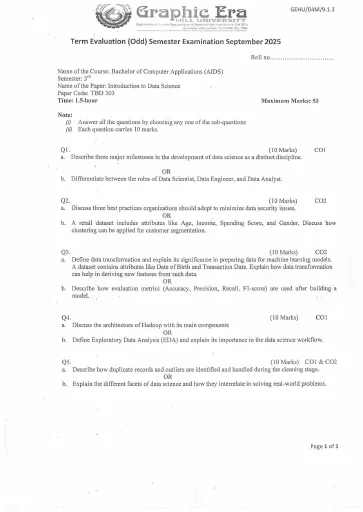 GEHU/04M/9.1.3
Graphic Era
HILL UNIVERSITY
Term Evaluation (Odd) Semester Examination September 2025
Roll no..............................
Name of the Course: Bachelor of Computer Applications (AIDS)
Semester: 3rd
Name of the Paper: Introduction to Data Science
Paper Code: TBD 303
Time: 1.5-hour Maximum Marks: 50
Note:
(i) Answer all the questions by choosing any one of the sub-questions
(ii) Each question carries 10 marks.
Q1. (10 Marks) CO1
a. Describe three major milestones in the development of data science as a distinct discipline.
OR
b. Differentiate between the roles of Data Scientist, Data Engineer, and Data Analyst.
Q2. (10 Marks) CO2
a. Discuss three best practices organizations should adopt to minimize data security issues.
OR
b. A retail dataset includes attributes like Age, Income, Spending Score, and Gender. Discuss how
clustering can be applied for customer segmentation.
Q3. (10 Marks) CO2
a. Define data transformation and explain its significance in preparing data for machine learning models.
A dataset contains attributes like Date of Birth and Transaction Date. Explain how data transformation
can help in deriving new features from such data.
OR
b. Describe how evaluation metrics (Accuracy, Precision, Recall, F1-score) are used after building a
model.
Q4. (10 Marks) CO1
a. Discuss the architecture of Hadoop with its main components
OR
b. Define Exploratory Data Analysis (EDA) and explain its importance in the data science workflow.
Q5. (10 Marks) CO1 & CO2
a. Describe how duplicate records and outliers are identified and handled during the cleaning stage.
OR
b. Explain the different facets of data science and how they interrelate in solving real-world problems.
Page 1 of 1